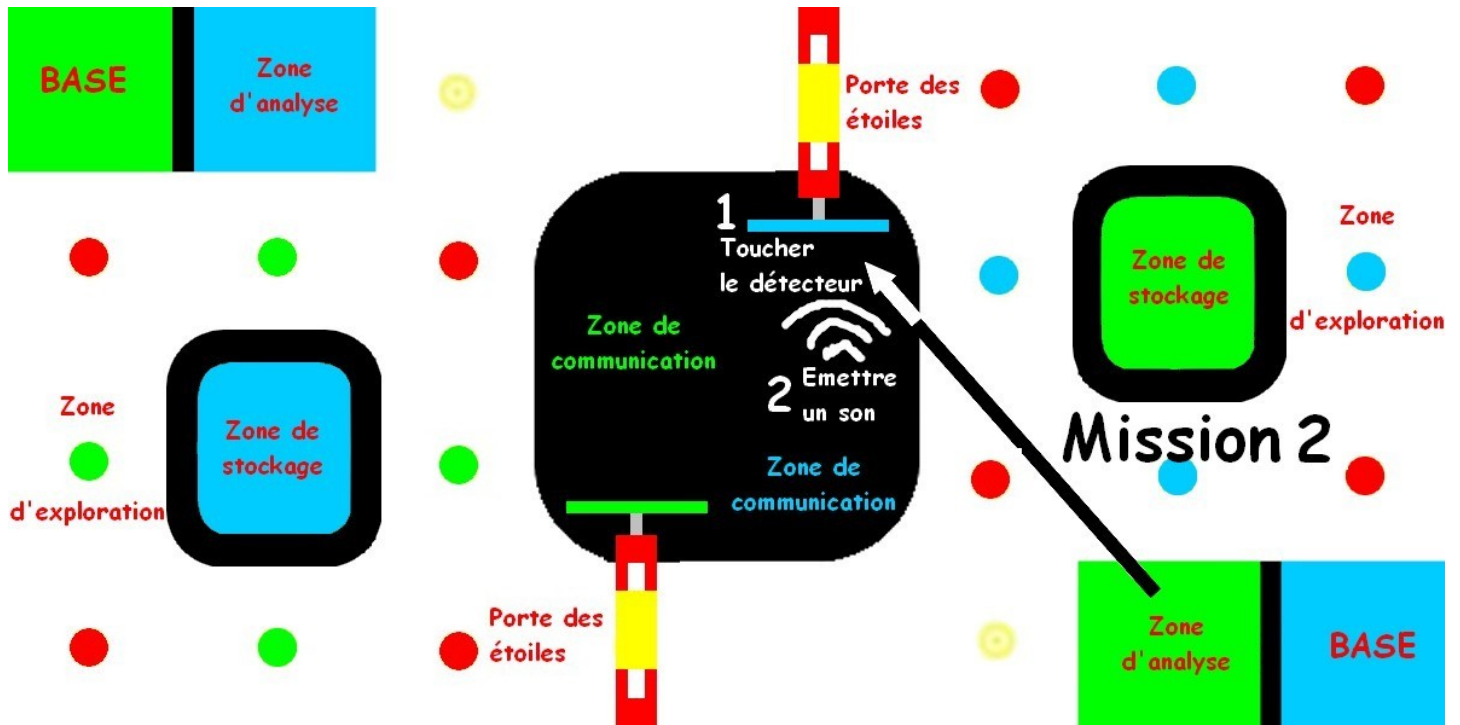 BASE
Zone
d'analyse
Porte des
étoiles
1
Toucher
le détecteur
Zone de
communication
2
Emettre
un son
Zone de
communication
Zone de
stockage
Zone
d'exploration
Mission 2
Zone
d'exploration
Zone de
stockage
Porte des
étoiles
Zone
d'analyse
BASE